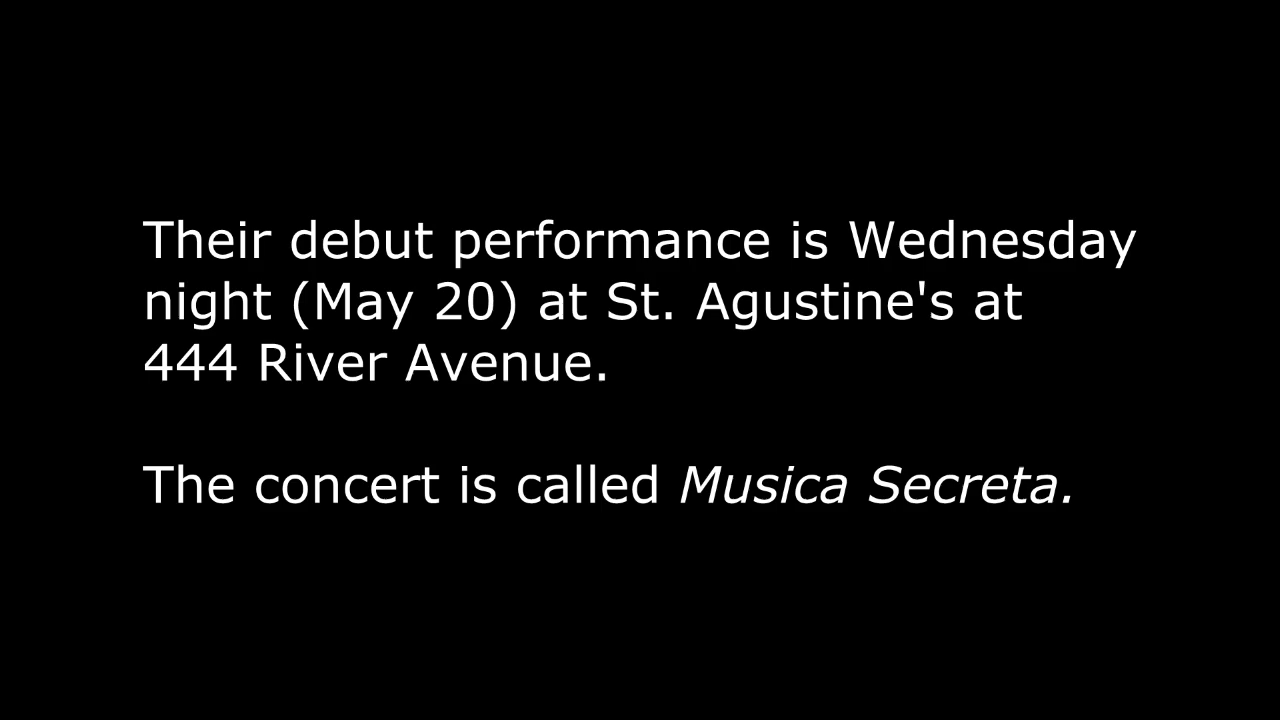 Their debut performance is Wednesday
night (May 20) at St. Agustine's at
444 River Avenue.
The concert is called Musica Secreta.